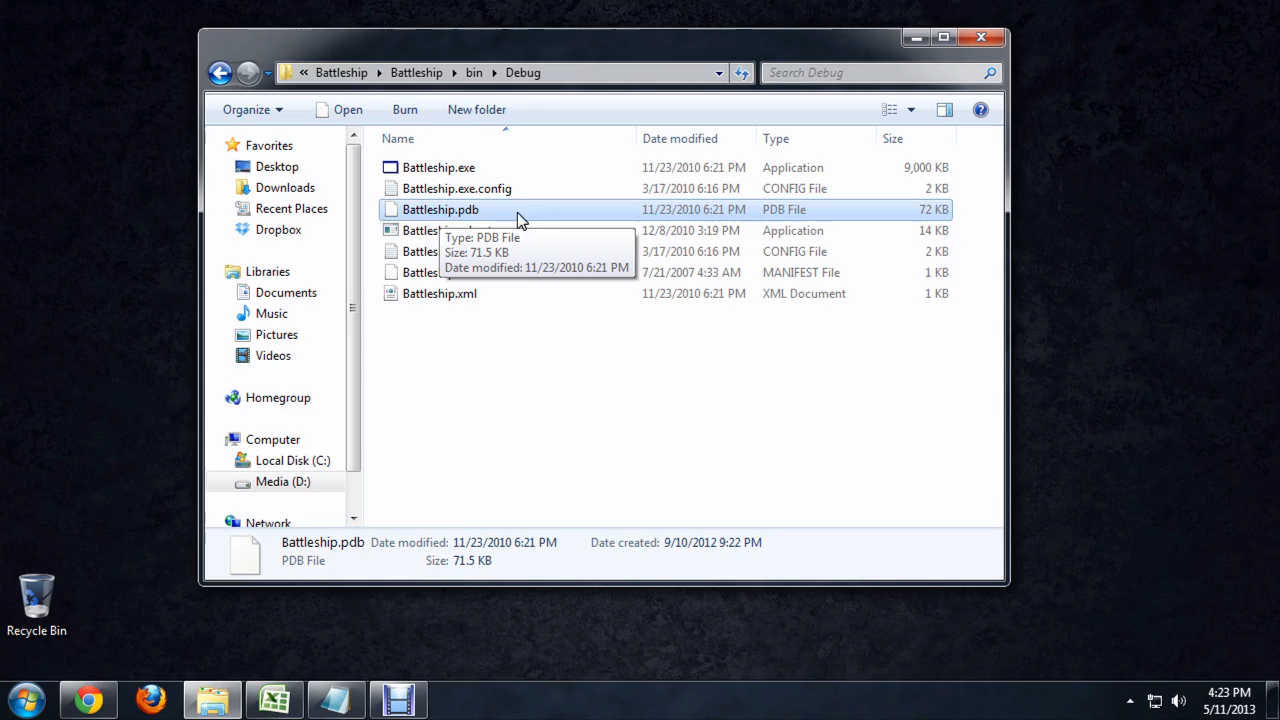 « Battleship Battleship bin Debug
Search Debug
Organize Open Burn New folder
Name Date modified Type Size
Favorites
Desktop
Downloads
Recent Places
Dropbox
Libraries
Documents
Music
Pictures
Videos
Homegroup
Computer
Local Disk (C:)
Media (D:)
Network
Battleship.exe 11/23/2010 6:21 PM Application 9,000 KB
Battleship.exe.config 3/17/2010 6:16 PM CONFIG File 2 KB
Battleship.pdb 11/23/2010 6:21 PM PDB File 72 KB
12/8/2010 3:19 PM Application 14 KB
3/17/2010 6:16 PM CONFIG File 2 KB
7/21/2007 4:33 AM MANIFEST File 1 KB
Battleship.xml 11/23/2010 6:21 PM XML Document 1 KB
Type: PDB File
Size: 71.5 KB
Date modified: 11/23/2010 6:21 PM
Battleship.pdb Date modified: 11/23/2010 6:21 PM Date created: 9/10/2012 9:22 PM
PDB File Size: 71.5 KB
Recycle Bin
4:23 PM
5/11/2013